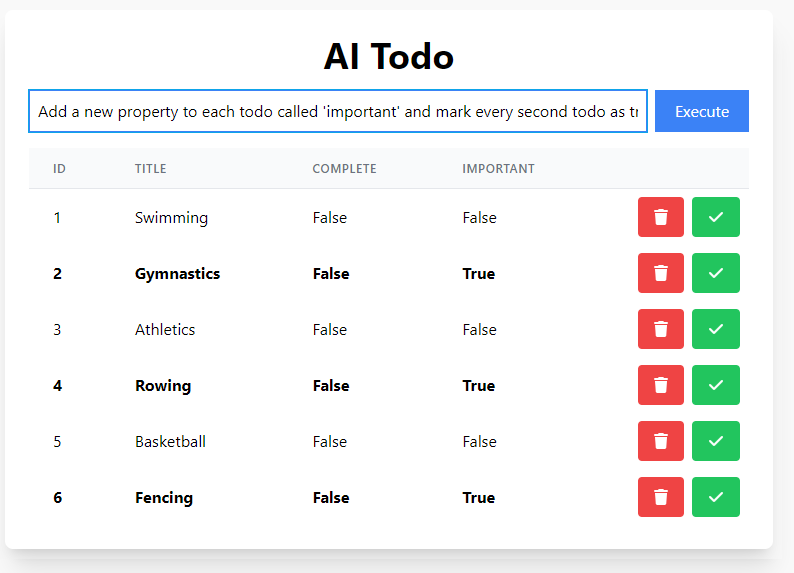 AI Todo
Add a new property to each todo called 'important' and mark every second todo as tr Execute
ID TITLE COMPLETE IMPORTANT
1 Swimming False False
2 Gymnastics False True
3 Athletics False False
4 Rowing False True
5 Basketball False False
6 Fencing False True